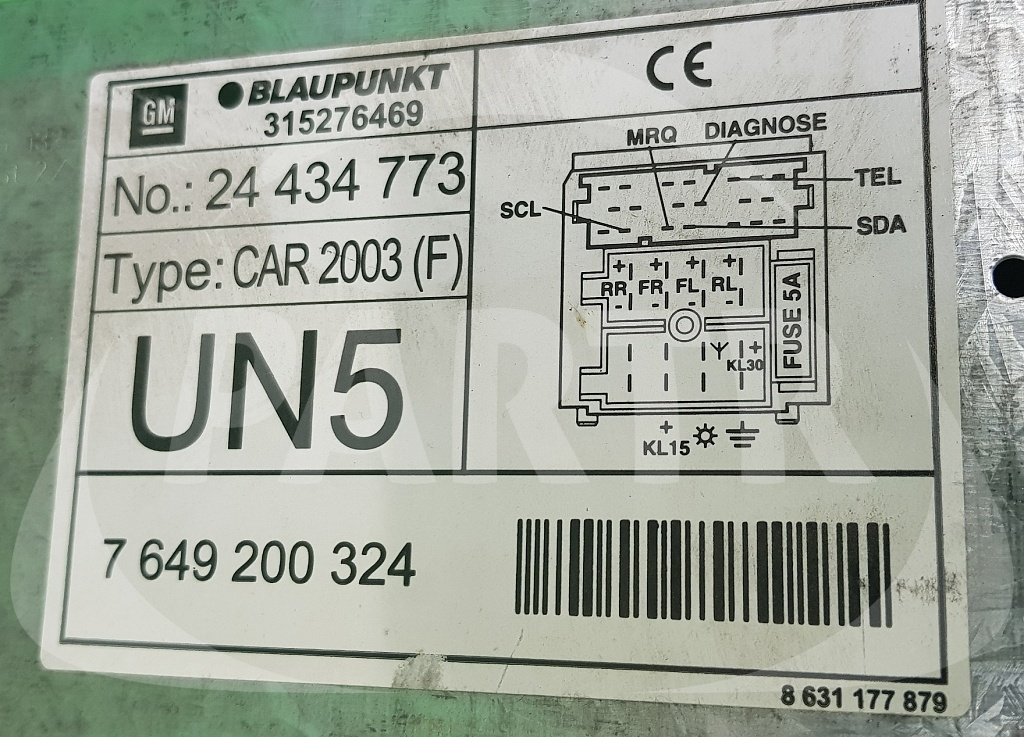 GM
BLAUPUNKT
315276469
No.: 24 434 773
Type: CAR 2003 (F)
UN5
CE
MRQ DIAGNOSE
TEL
SCL
SDA
+ + + +
RR FR FL RL
- - - -
FUSE 5A
+
KL30
+
KL15
7 649 200 324
8 631 177 879
PARTR